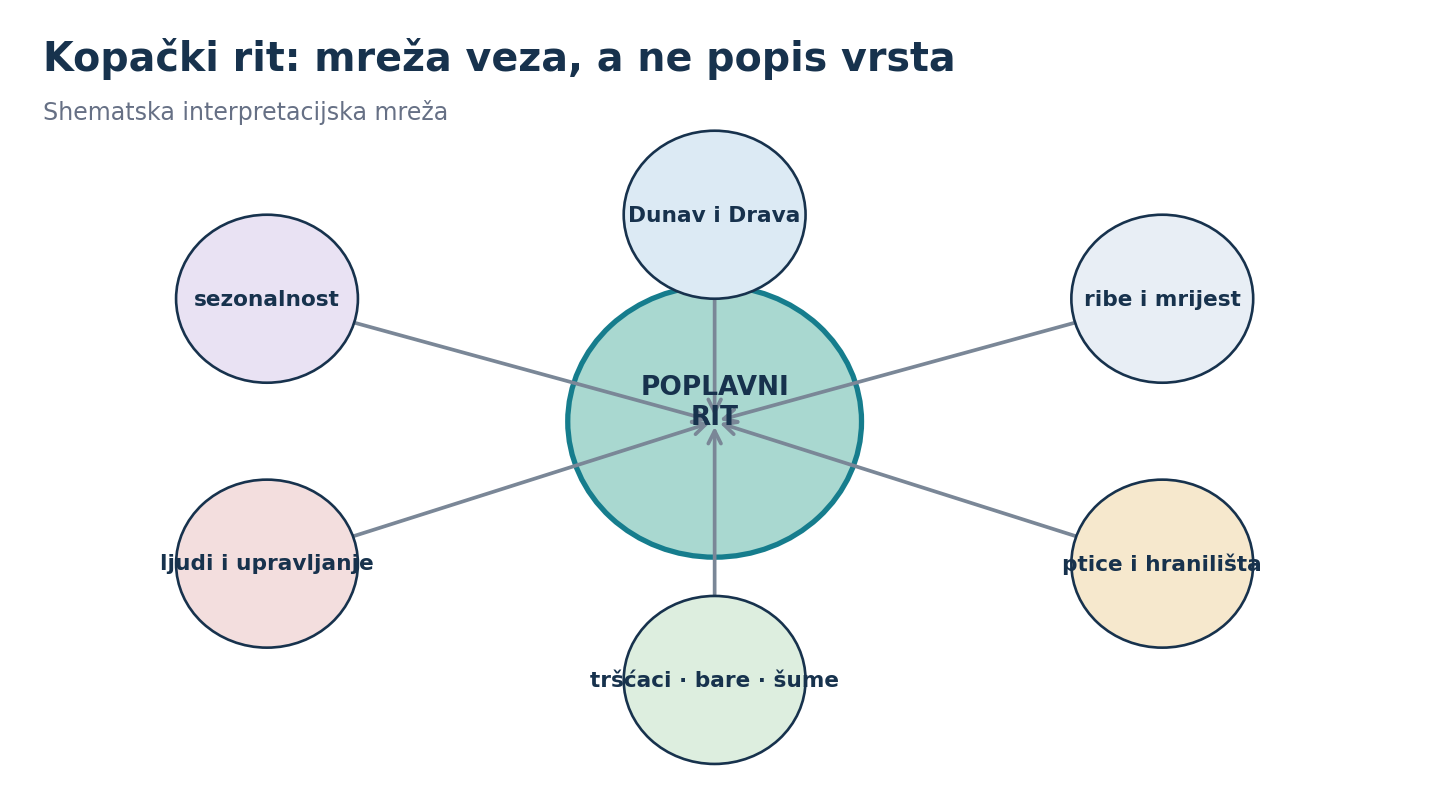 Kopački rit: mreža veza, a ne popis vrsta
Shematska interpretacijska mreža
Dunav i Drava
sezonalnost
ribe i mrijest
POPLAVNI
RIT
ljudi i upravljanje
ptice i hranilišta
tršćaci · bare · šume